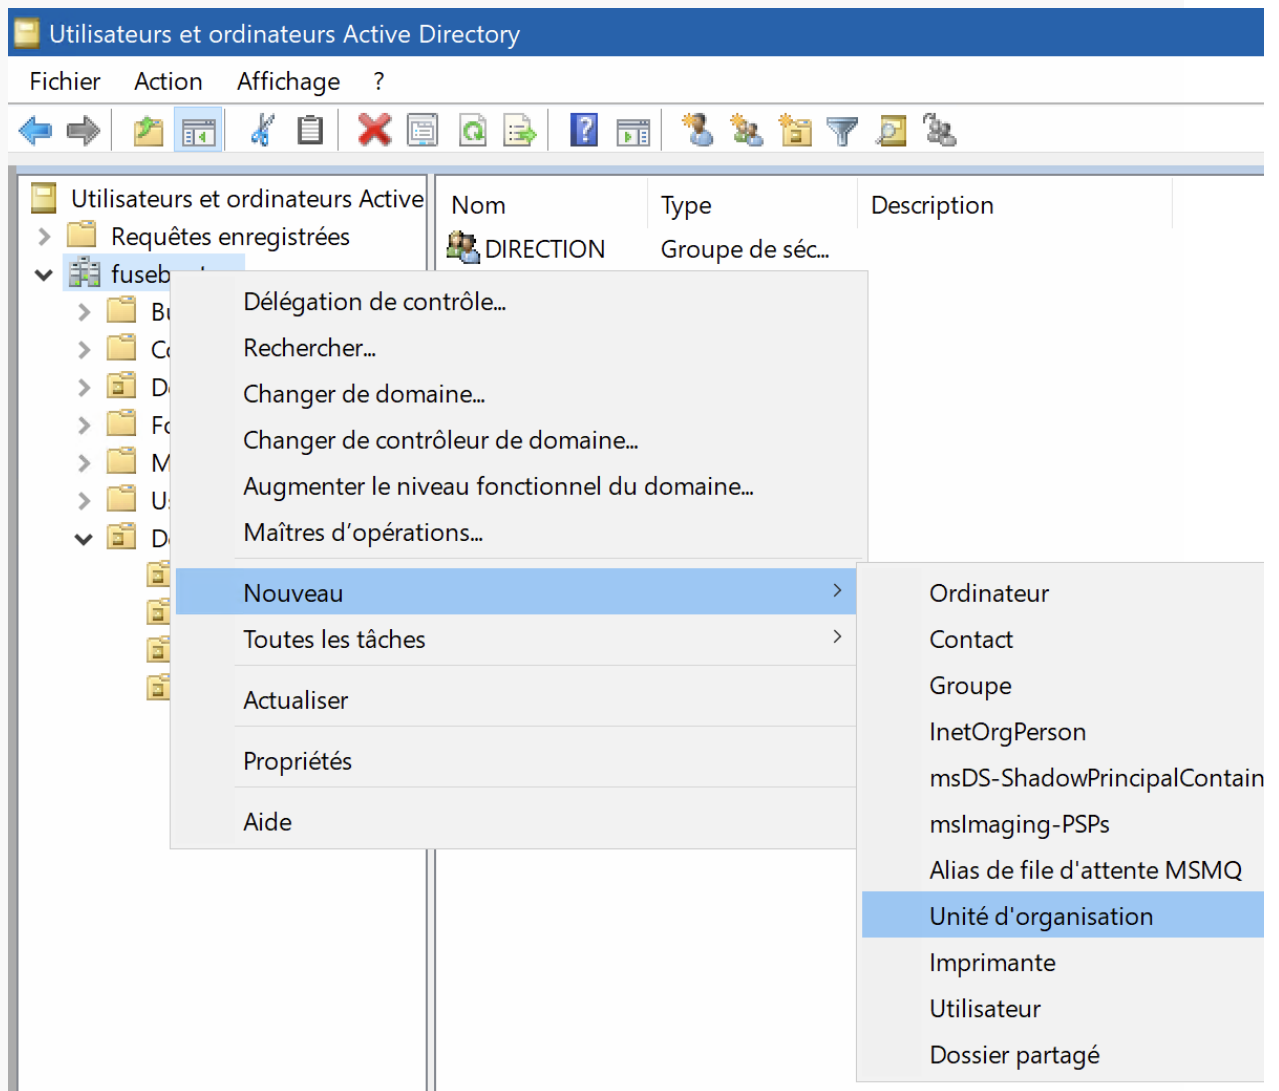 Utilisateurs et ordinateurs Active Directory
Fichier Action Affichage ?
Utilisateurs et ordinateurs Active
Nom Type Description
Requêtes enregistrées
DIRECTION Groupe de séc...
Délégation de contrôle...
Rechercher...
Changer de domaine...
Changer de contrôleur de domaine...
Augmenter le niveau fonctionnel du domaine...
Maîtres d’opérations...
Nouveau
Toutes les tâches
Actualiser
Propriétés
Aide
Ordinateur
Contact
Groupe
InetOrgPerson
msDS-ShadowPrincipalContain
msImaging-PSPs
Alias de file d'attente MSMQ
Unité d'organisation
Imprimante
Utilisateur
Dossier partagé